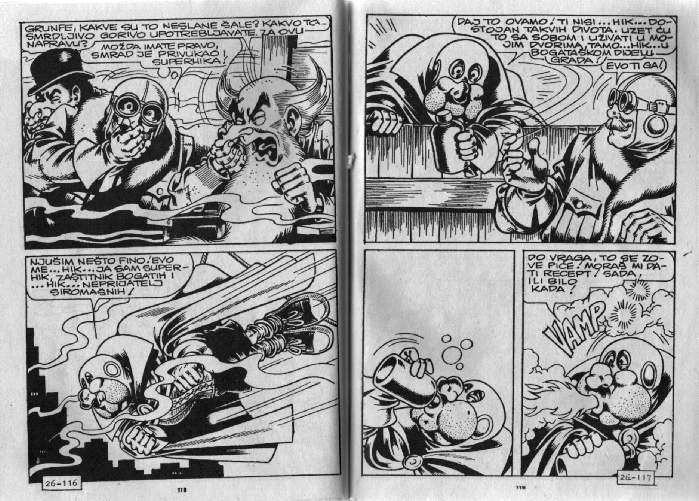 GRUNFE, KAKVE SU TO NESLANE ŠALE? KAKVO TO
SMRDLJIVO GORIVO UPOTREBLJAVATE ZA OVU
NAPRAVU?
MOŽDA IMATE PRAVO,
SMRAD JE PRIVUKAO I
SUPERHIKA!
NJUŠIM NEŠTO FINO! EVO
ME...HIK...JA SAM SUPER-
HIK, ZAŠTITNIK BOGATIH I
...HIK...NEPRIJATELJ
SIROMAŠNIH!
26-116
118
DAJ TO OVAMO! TI NISI...HIK...DO-
STOJAN TAKVIH DIVOTA. UZET ĆU
TO SA SOBOM I UŽIVATI U MO-
JIM DVORIMA, TAMO...HIK...U
BOGATAŠKOM DIJELU
GRADA!
EVO TI GA!
DO VRAGA, TO SE ZO-
VE PIĆE! MORAŠ MI DA-
TI RECEPT, SADA,
ILI BILO
KADA!
VAMP
26-117
119